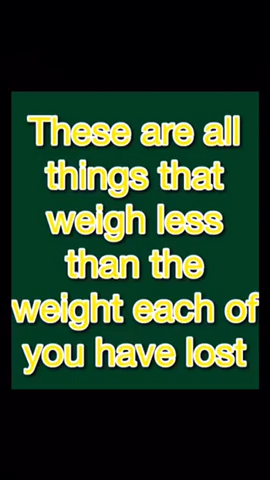 These are all
things that
weigh less
than the
weight each of
you have lost